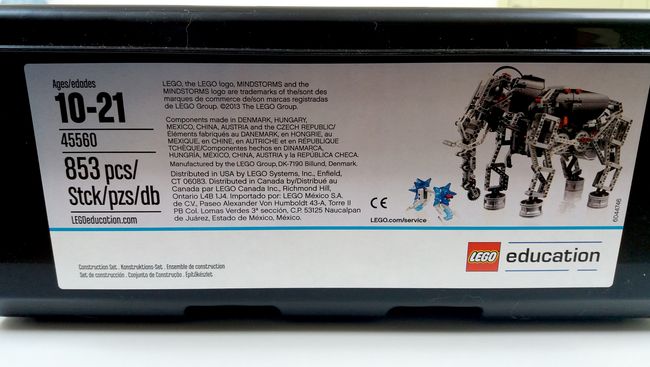 Ages/edades
10-21
45560
853 pcs/
Stck/pzs/db
LEGOeducation.com
LEGO, the LEGO logo, MINDSTORMS and the
MINDSTORMS logo are trademarks of the/sont des
marques de commerce de/son marcas registradas
de LEGO Group. ©2013 The LEGO Group.
Components made in DENMARK, HUNGARY,
MEXICO, CHINA, AUSTRIA and the CZECH REPUBLIC/
Éléments fabriqués au DANEMARK, en HONGRIE, au
MEXIQUE, en CHINE, en AUTRICHE et en RÉPUBLIQUE
TCHÈQUE/Componentes hechos en DINAMARCA,
HUNGRÍA, MÉXICO, CHINA, AUSTRIA y la REPÚBLICA CHECA.
Manufactured by the LEGO Group, DK-7190 Billund, Denmark.
Distributed in USA by LEGO Systems, Inc., Enfield,
CT 06083. Distributed in Canada by/Distribué au
Canada par LEGO Canada Inc., Richmond Hill,
Ontario L4B 1J4. Importado por: LEGO México S.A.
de C.V., Paseo Alexander Von Humboldt 43-A, Torre II
PB Col. Lomas Verdes 3ª sección, C.P. 53125 Naucalpan
de Juárez, Estado de México, México.
CE
LEGO.com/service
6044746
LEGO education
Construction Set . Konstruktions-Set . Ensemble de construction
Set de construcción . Conjunto de Construção . Építőkészlet